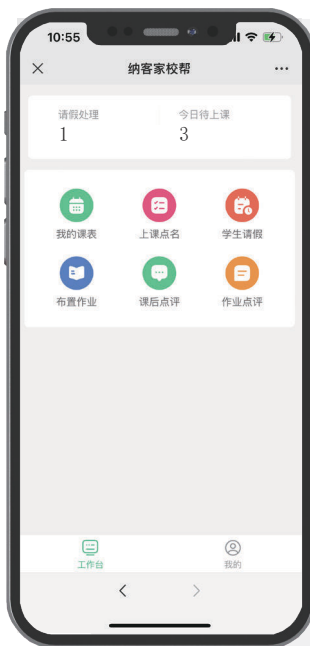 10:55
纳客家校帮
请假处理 今日待上课
1 3
我的课表 上课点名 学生请假
布置作业 课后点评 作业点评
工作台 我的